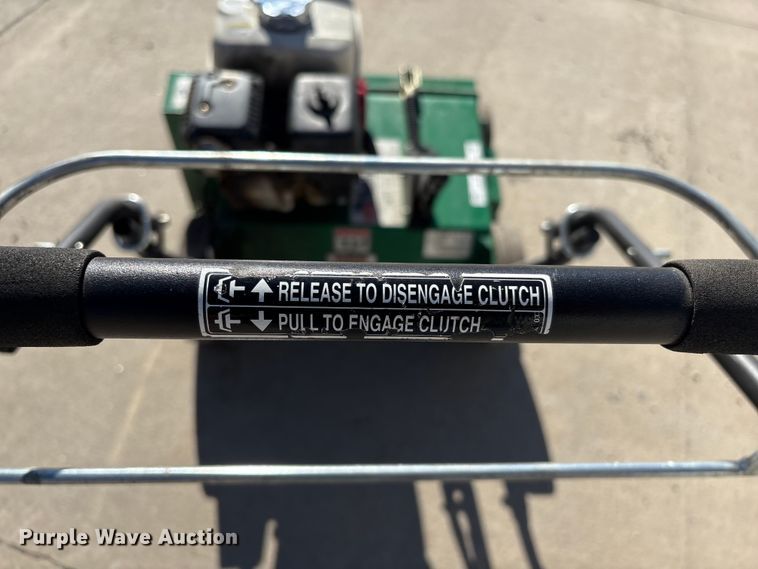 RELEASE TO DISENGAGE CLUTCH
PULL TO ENGAGE CLUTCH
Purple Wave Auction